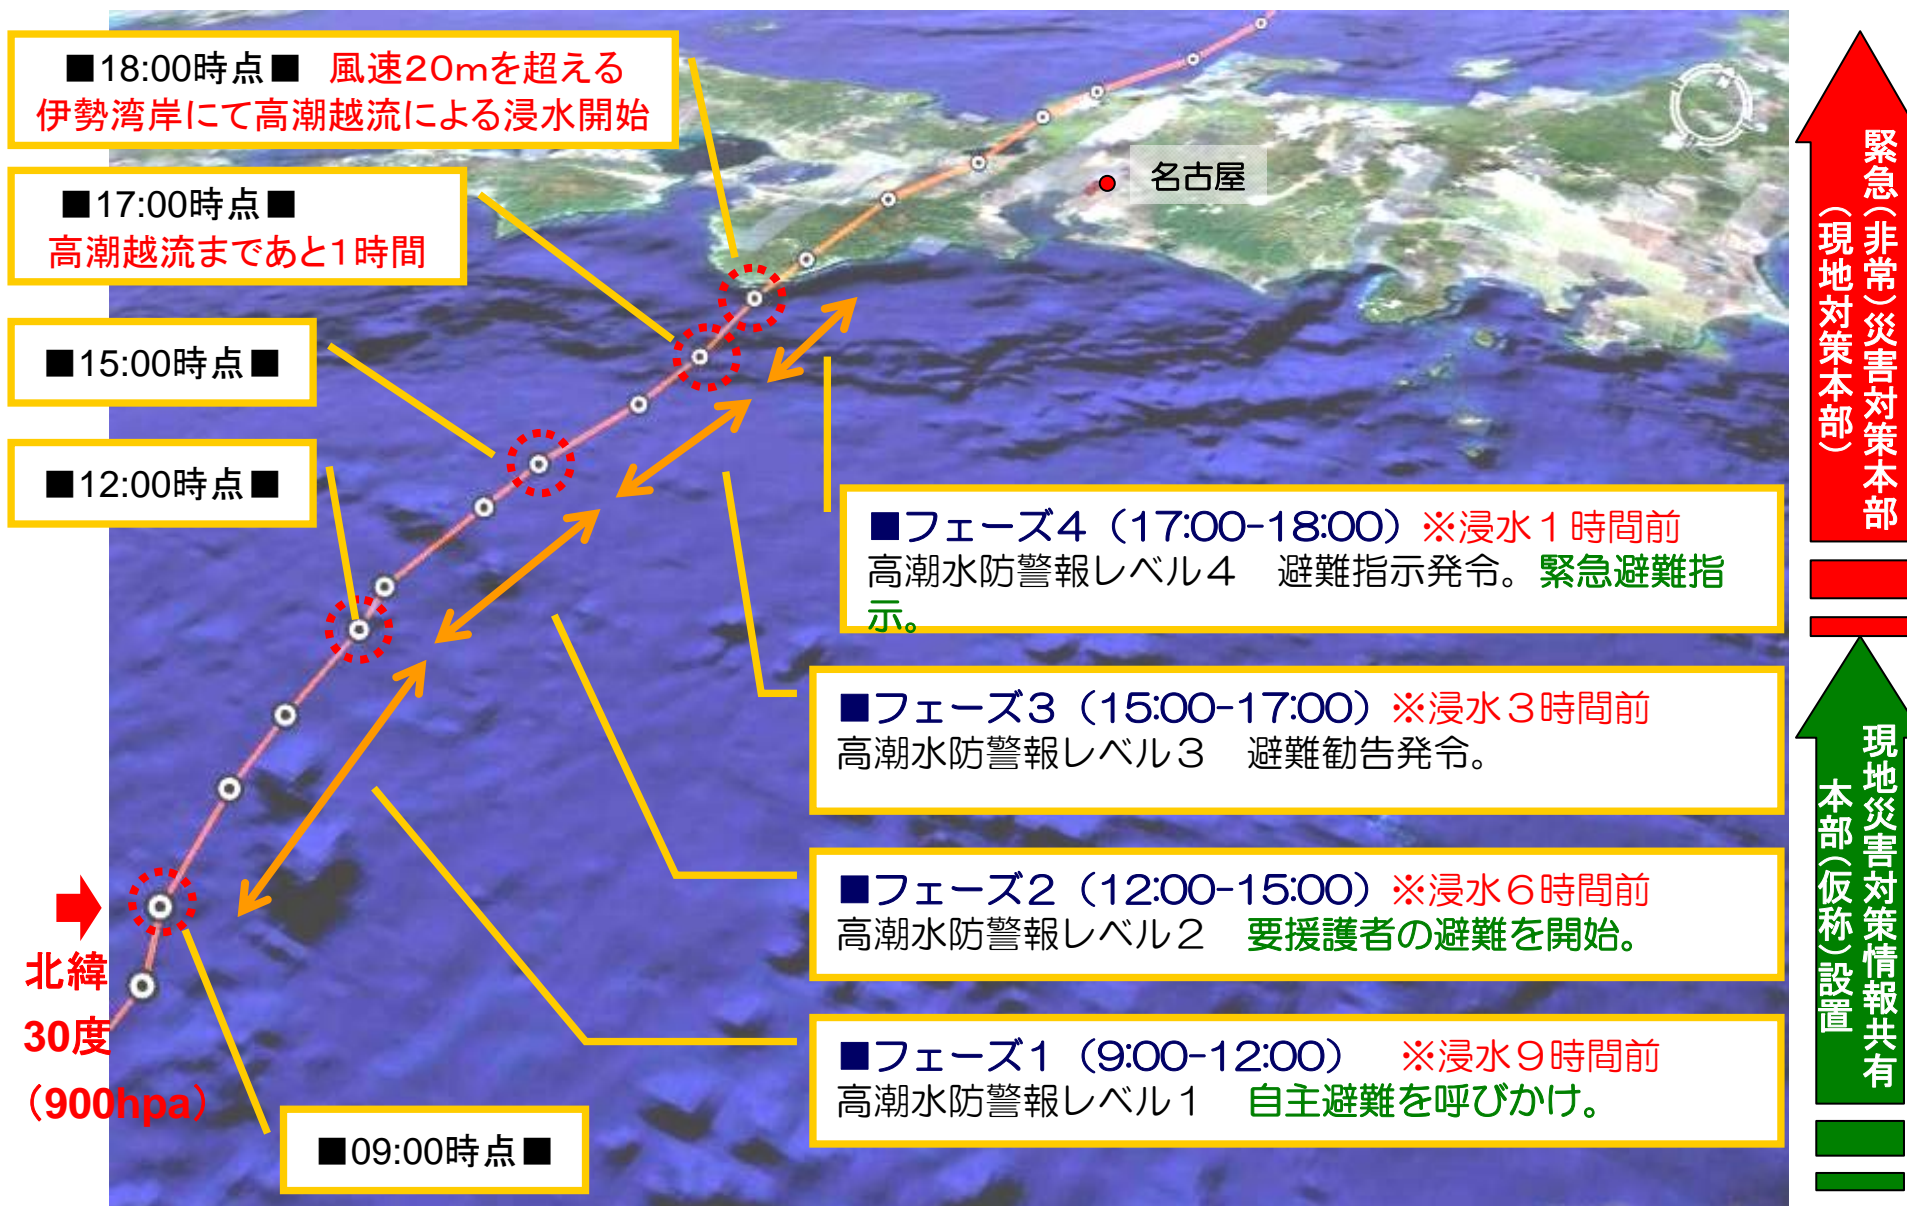 ■18:00時点■ 風速20mを超える
伊勢湾岸にて高潮越流による浸水開始
■17:00時点■
高潮越流まであと1時間
■15:00時点■
■12:00時点■
名古屋
■フェーズ4（17:00-18:00）※浸水１時間前
高潮水防警報レベル４　避難指示発令。緊急避難指
示。
■フェーズ3（15:00-17:00）※浸水３時間前
高潮水防警報レベル３　避難勧告発令。
■フェーズ2（12:00-15:00）※浸水６時間前
高潮水防警報レベル２　要援護者の避難を開始。
■フェーズ1（9:00-12:00）　※浸水９時間前
高潮水防警報レベル１　自主避難を呼びかけ。
北緯
30度
（900hpa）
■09:00時点■
緊急（非常）災害対策本部
（現地対策本部）
現地災害対策情報共有
本部（仮称）設置